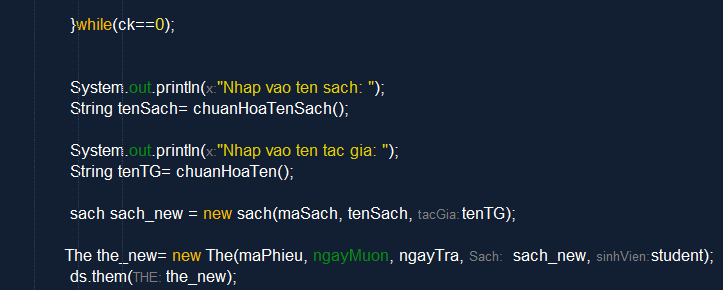 }while(ck==0);
System.out.println(x:"Nhap vao ten sach: ");
String tenSach= chuanHoaTenSach();
System.out.println(x:"Nhap vao ten tac gia: ");
String tenTG= chuanHoaTen();
sach sach_new = new sach(maSach, tenSach, tacGia:tenTG);
The the_new= new The(maPhieu, ngayMuon, ngayTra, Sach: sach_new, sinhVien:student);
ds.them(THE: the_new);